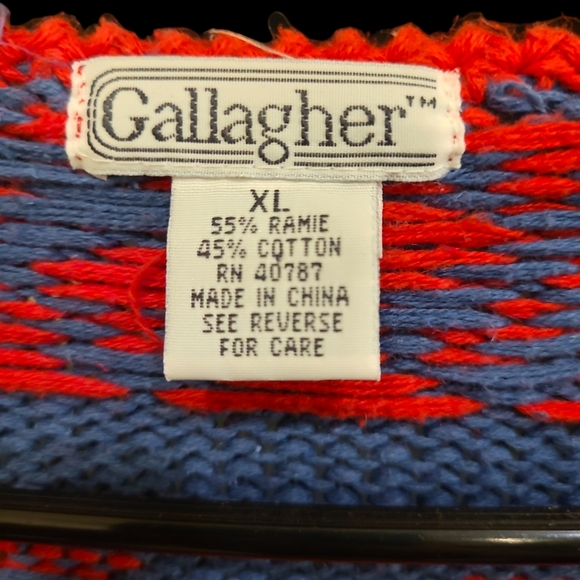 Gallagher™
XL
55% RAMIE
45% COTTON
RN 40787
MADE IN CHINA
SEE REVERSE
FOR CARE